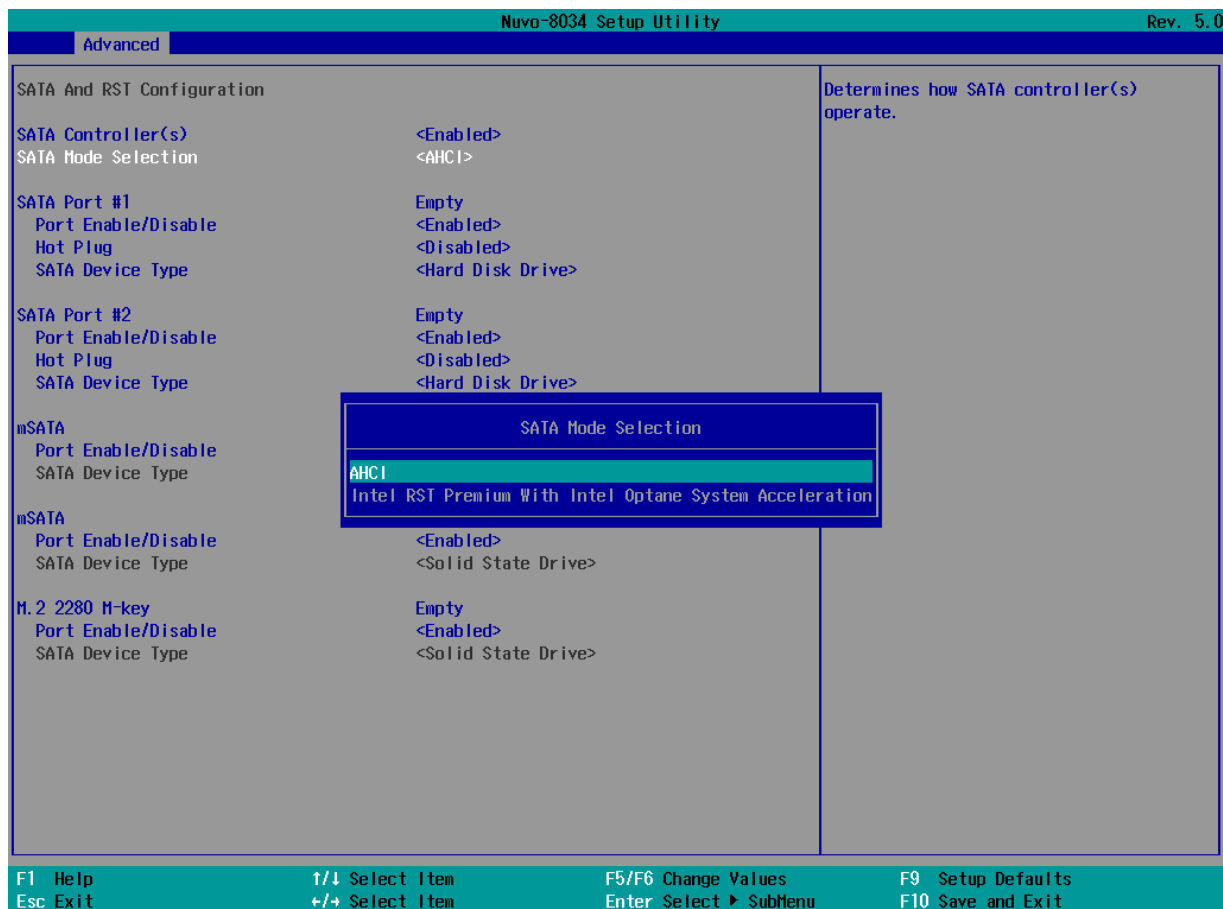 Nuvo-8034 Setup Utility Rev. 5.0
Advanced
SATA And RST Configuration
SATA Controller(s) <Enabled>
SATA Mode Selection <AHCI>
SATA Port #1 Empty
Port Enable/Disable <Enabled>
Hot Plug <Disabled>
SATA Device Type <Hard Disk Drive>
SATA Port #2 Empty
Port Enable/Disable <Enabled>
Hot Plug <Disabled>
SATA Device Type <Hard Disk Drive>
mSATA
Port Enable/Disable
SATA Device Type
mSATA
Port Enable/Disable <Enabled>
SATA Device Type <Solid State Drive>
M.2 2280 M-key Empty
Port Enable/Disable <Enabled>
SATA Device Type <Solid State Drive>
SATA Mode Selection
AHCI
Intel RST Premium With Intel Optane System Acceleration
Determines how SATA controller(s)
operate.
F1 Help ↑/↓ Select Item F5/F6 Change Values F9 Setup Defaults
Esc Exit ←/→ Select Item Enter Select ▶ SubMenu F10 Save and Exit